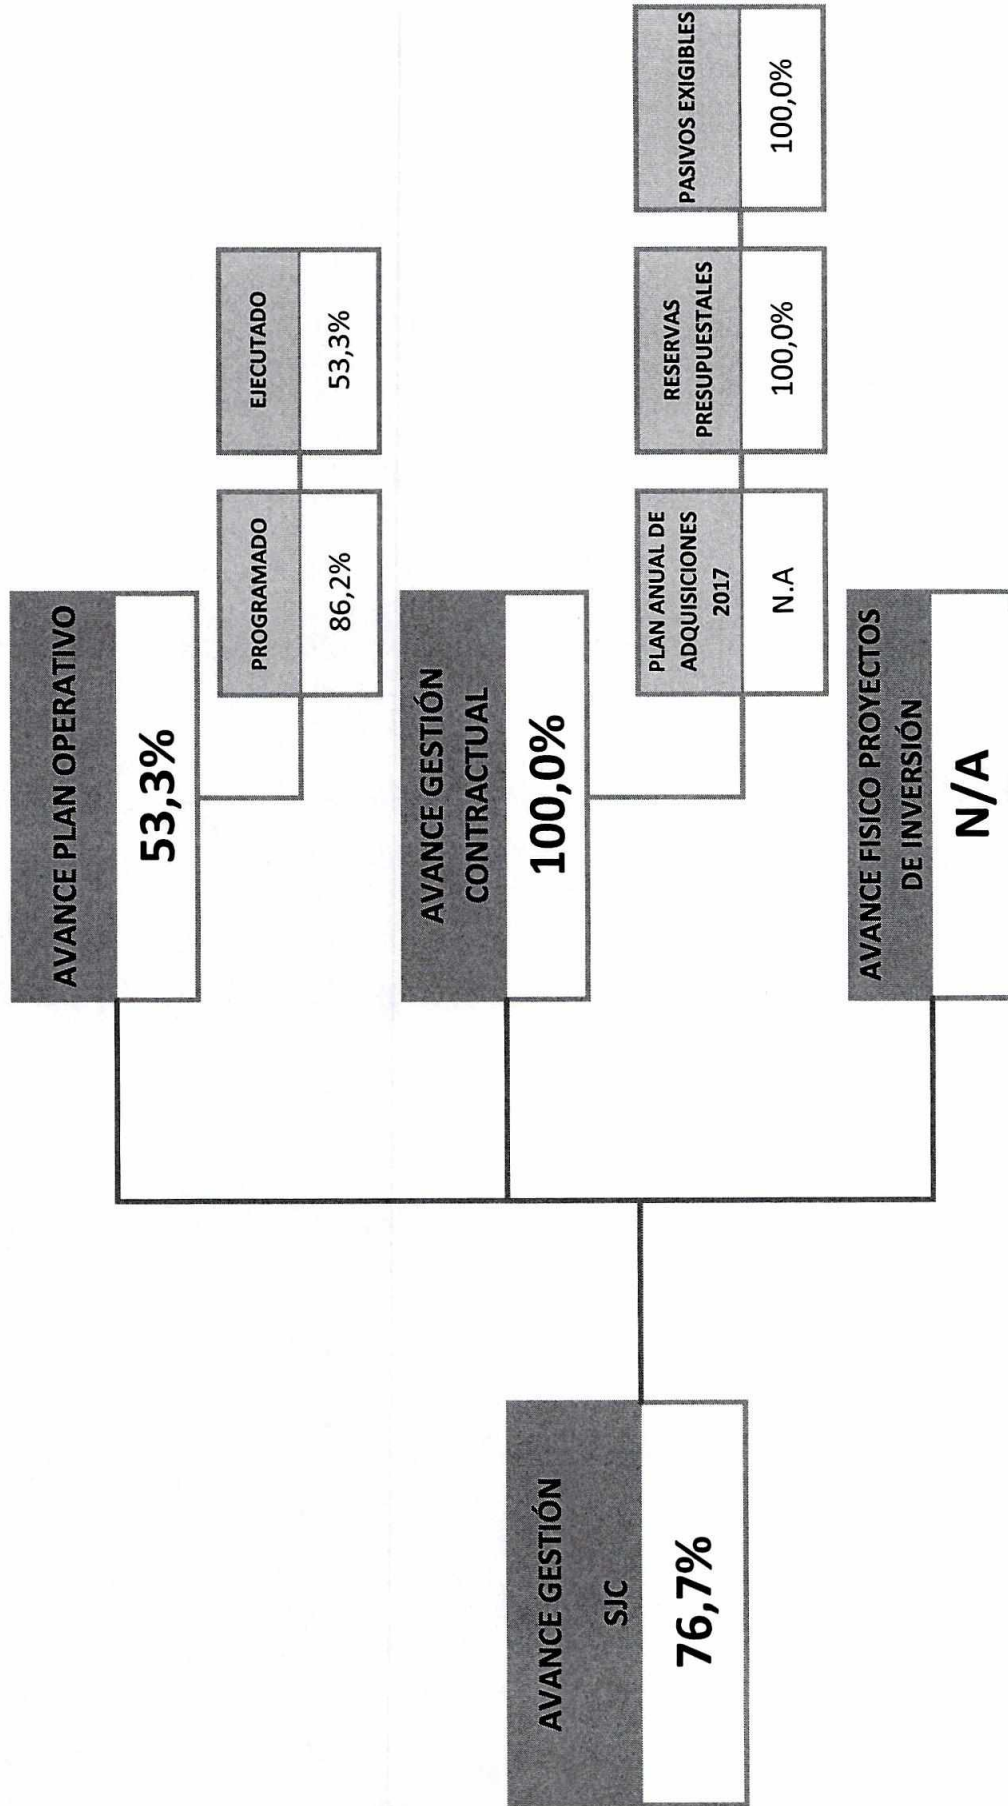 AVANCE GESTIÓN
SJC
76,7%
AVANCE PLAN OPERATIVO
53,3%
PROGRAMADO
86,2%
EJECUTADO
53,3%
AVANCE GESTIÓN
CONTRACTUAL
100,0%
PLAN ANUAL DE
ADQUISICIONES
2017
N.A
RESERVAS
PRESUPUESTALES
100,0%
PASIVOS EXIGIBLES
100,0%
AVANCE FISICO PROYECTOS
DE INVERSIÓN
N/A